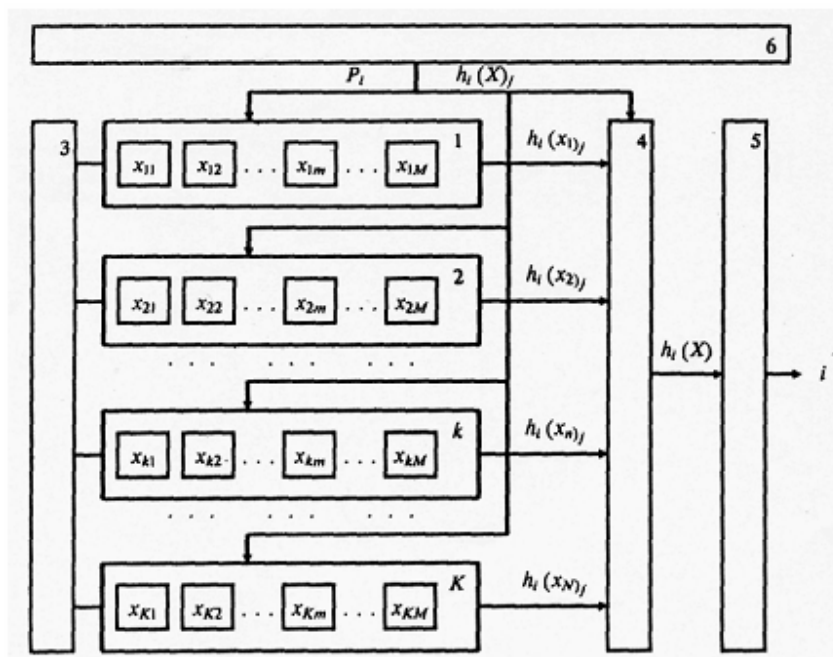 6
P_i h_i (X)_j
3 1 h_i (x_1)_j 4 5
x_11 x_12 . . . x_1m . . . x_1M
2 h_i (x_2)_j
x_21 x_22 . . . x_2m . . . x_2M
. . . . . . . . .
h_i (X)
i
k h_i (x_n)_j
x_k1 x_k2 . . . x_km . . . x_kM
. . . . . . . . .
K h_i (x_N)_j
x_K1 x_K2 . . . x_Km . . . x_KM